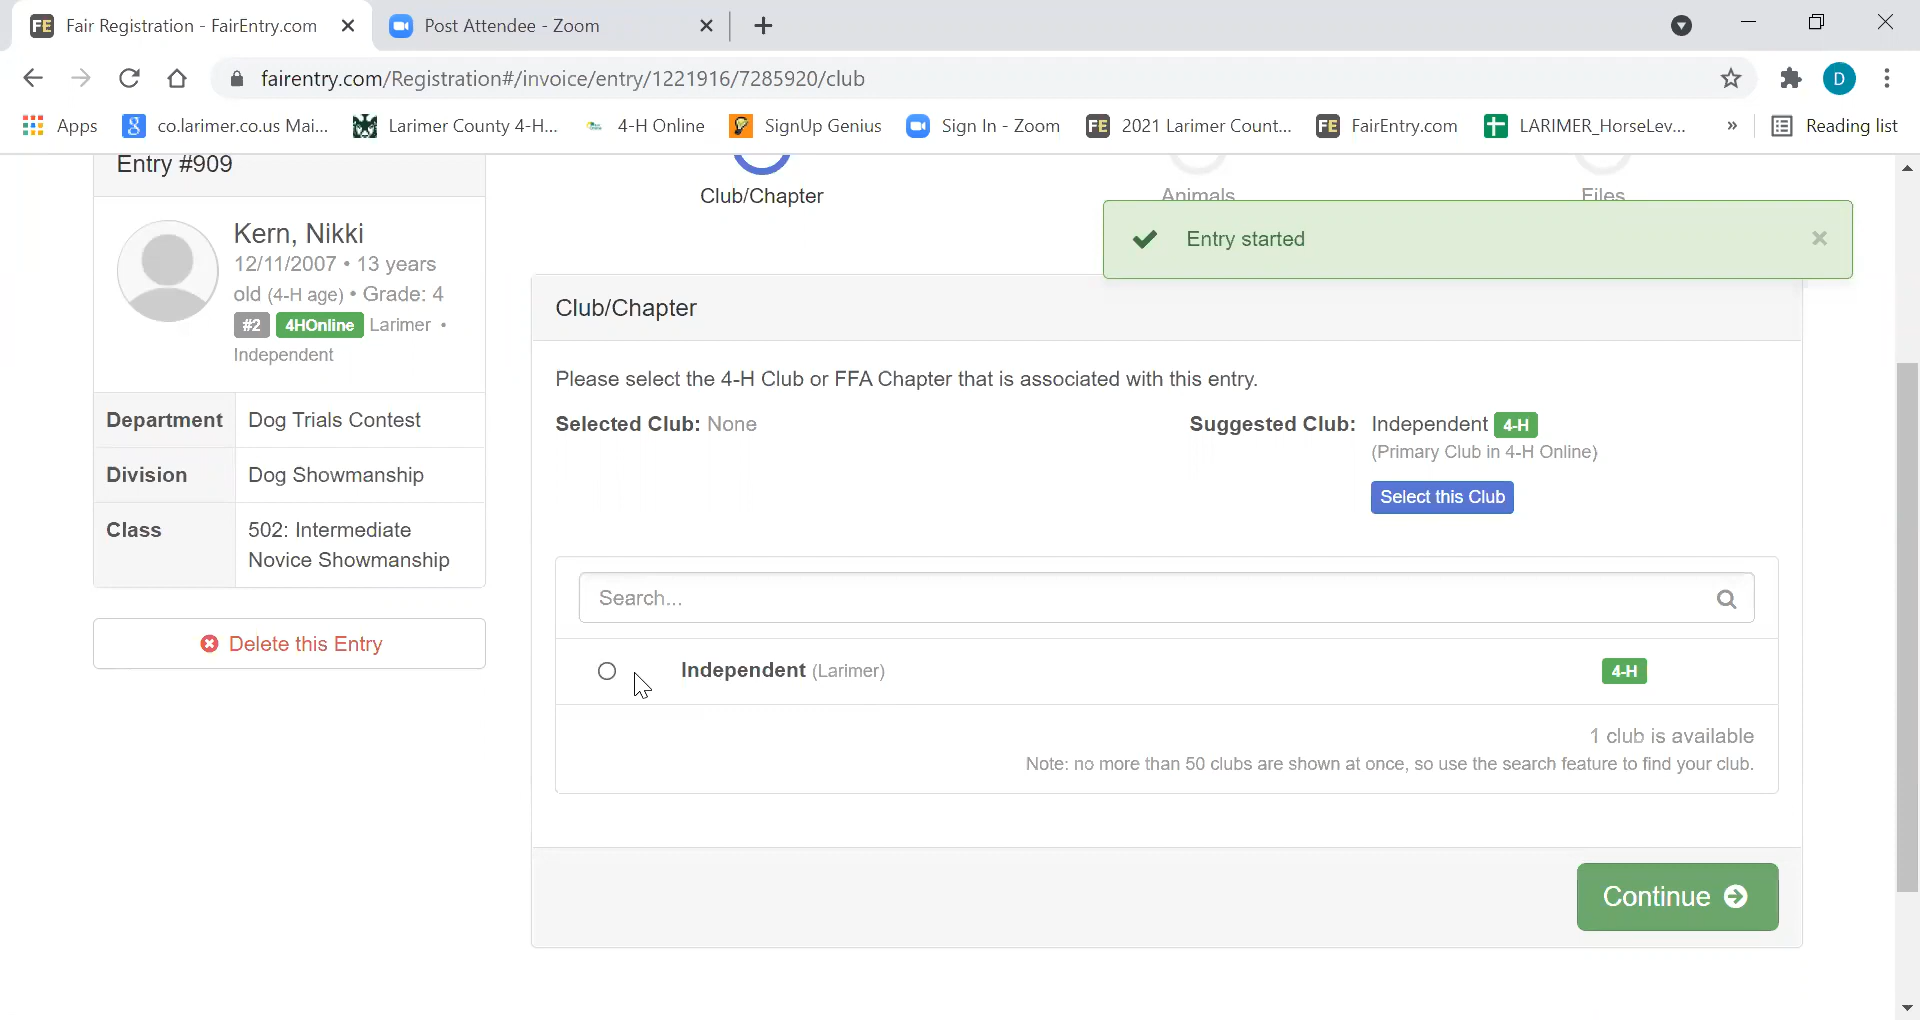 FE Fair Registration - FairEntry.com
Post Attendee - Zoom
fairentry.com/Registration#/invoice/entry/1221916/7285920/club
D
Apps
co.larimer.co.us Mai...
Larimer County 4-H...
4-H Online
SignUp Genius
Sign In - Zoom
FE 2021 Larimer Count...
FE FairEntry.com
LARIMER_HorseLev...
»
Reading list
Entry #909
Kern, Nikki
12/11/2007 • 13 years
old (4-H age) • Grade: 4
#2 4HOnline Larimer •
Independent
Department Dog Trials Contest
Division Dog Showmanship
Class 502: Intermediate
Novice Showmanship
Delete this Entry
Club/Chapter
Animals
Files
Entry started
Club/Chapter
Please select the 4-H Club or FFA Chapter that is associated with this entry.
Selected Club: None
Suggested Club: Independent 4-H
(Primary Club in 4-H Online)
Select this Club
Search...
Independent (Larimer) 4-H
1 club is available
Note: no more than 50 clubs are shown at once, so use the search feature to find your club.
Continue